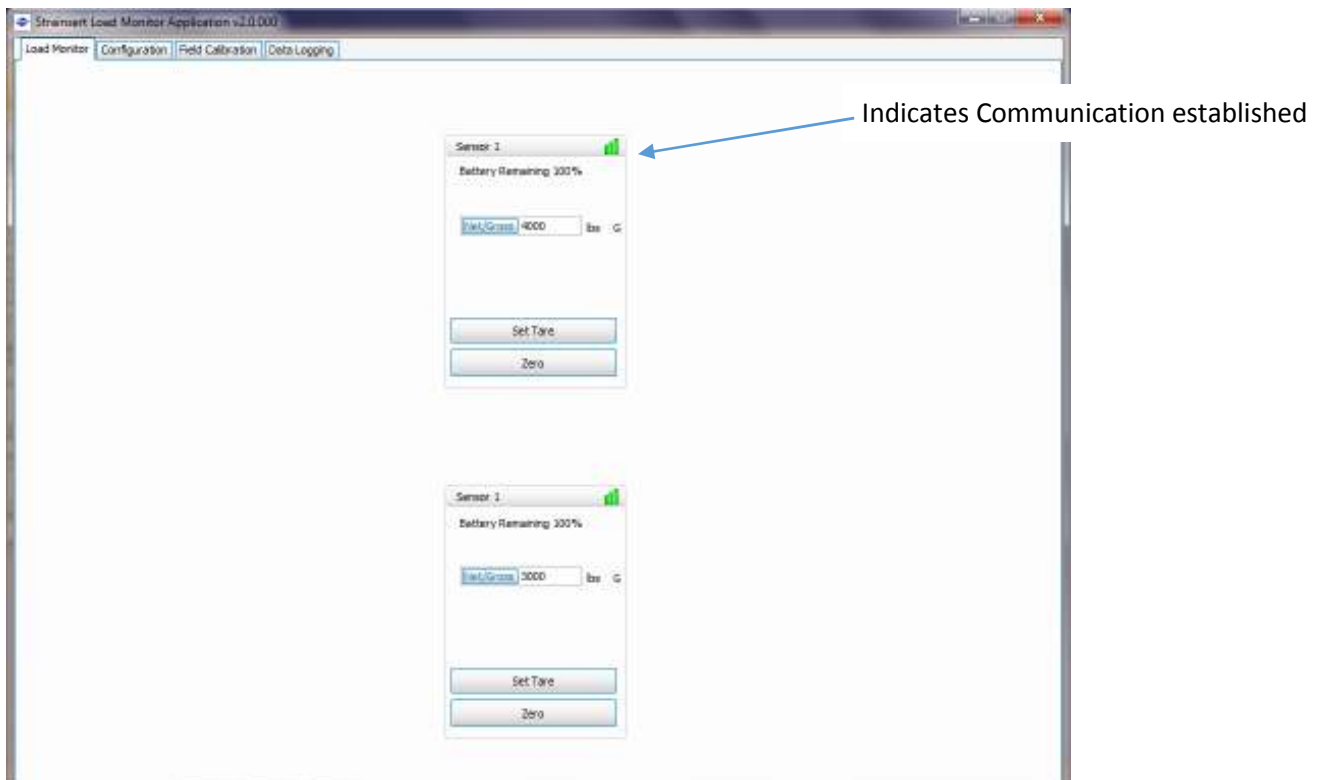 Strainsert Load Monitor Application v2.0.000
Load Monitor Configuration Field Calibration Data Logging
Indicates Communication established
Sensor 1
Battery Remaining 100%
Net/Gross 4000 lbs G
Set Tare
Zero
Sensor 1
Battery Remaining 100%
Net/Gross 3000 lbs G
Set Tare
Zero